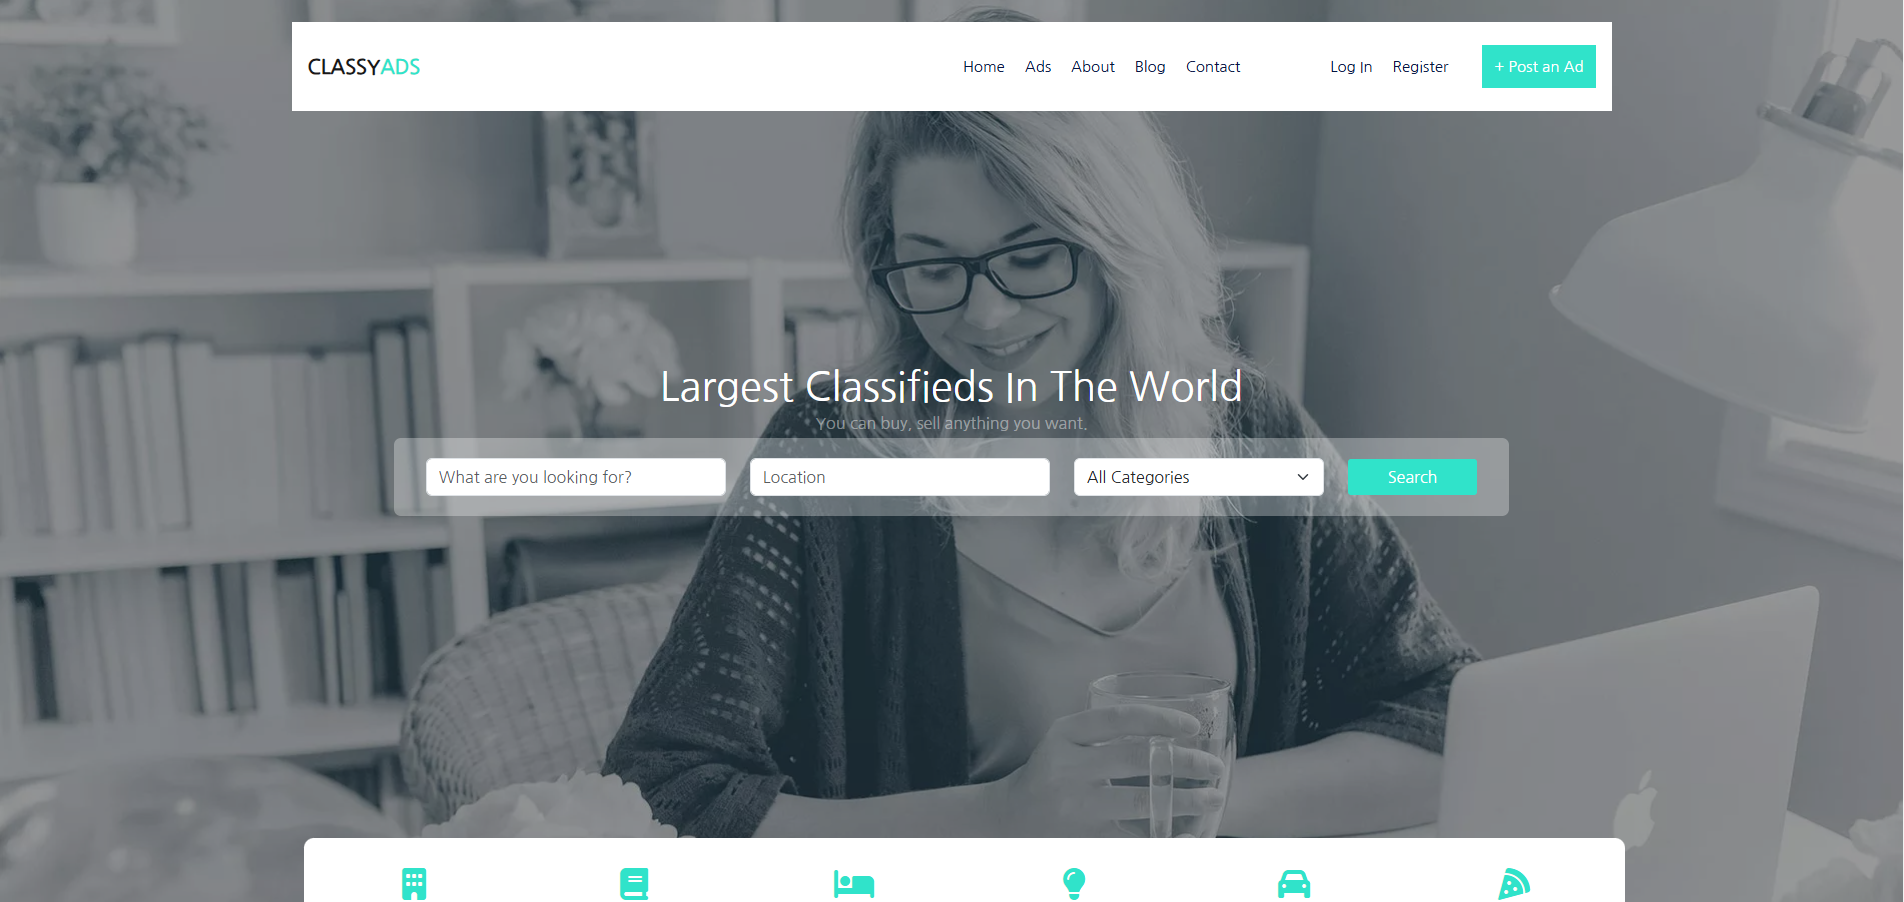 CLASSYADS
Home Ads About Blog Contact Log In Register + Post an Ad
Largest Classifieds In The World
You can buy, sell anything you want.
What are you looking for? Location All Categories Search